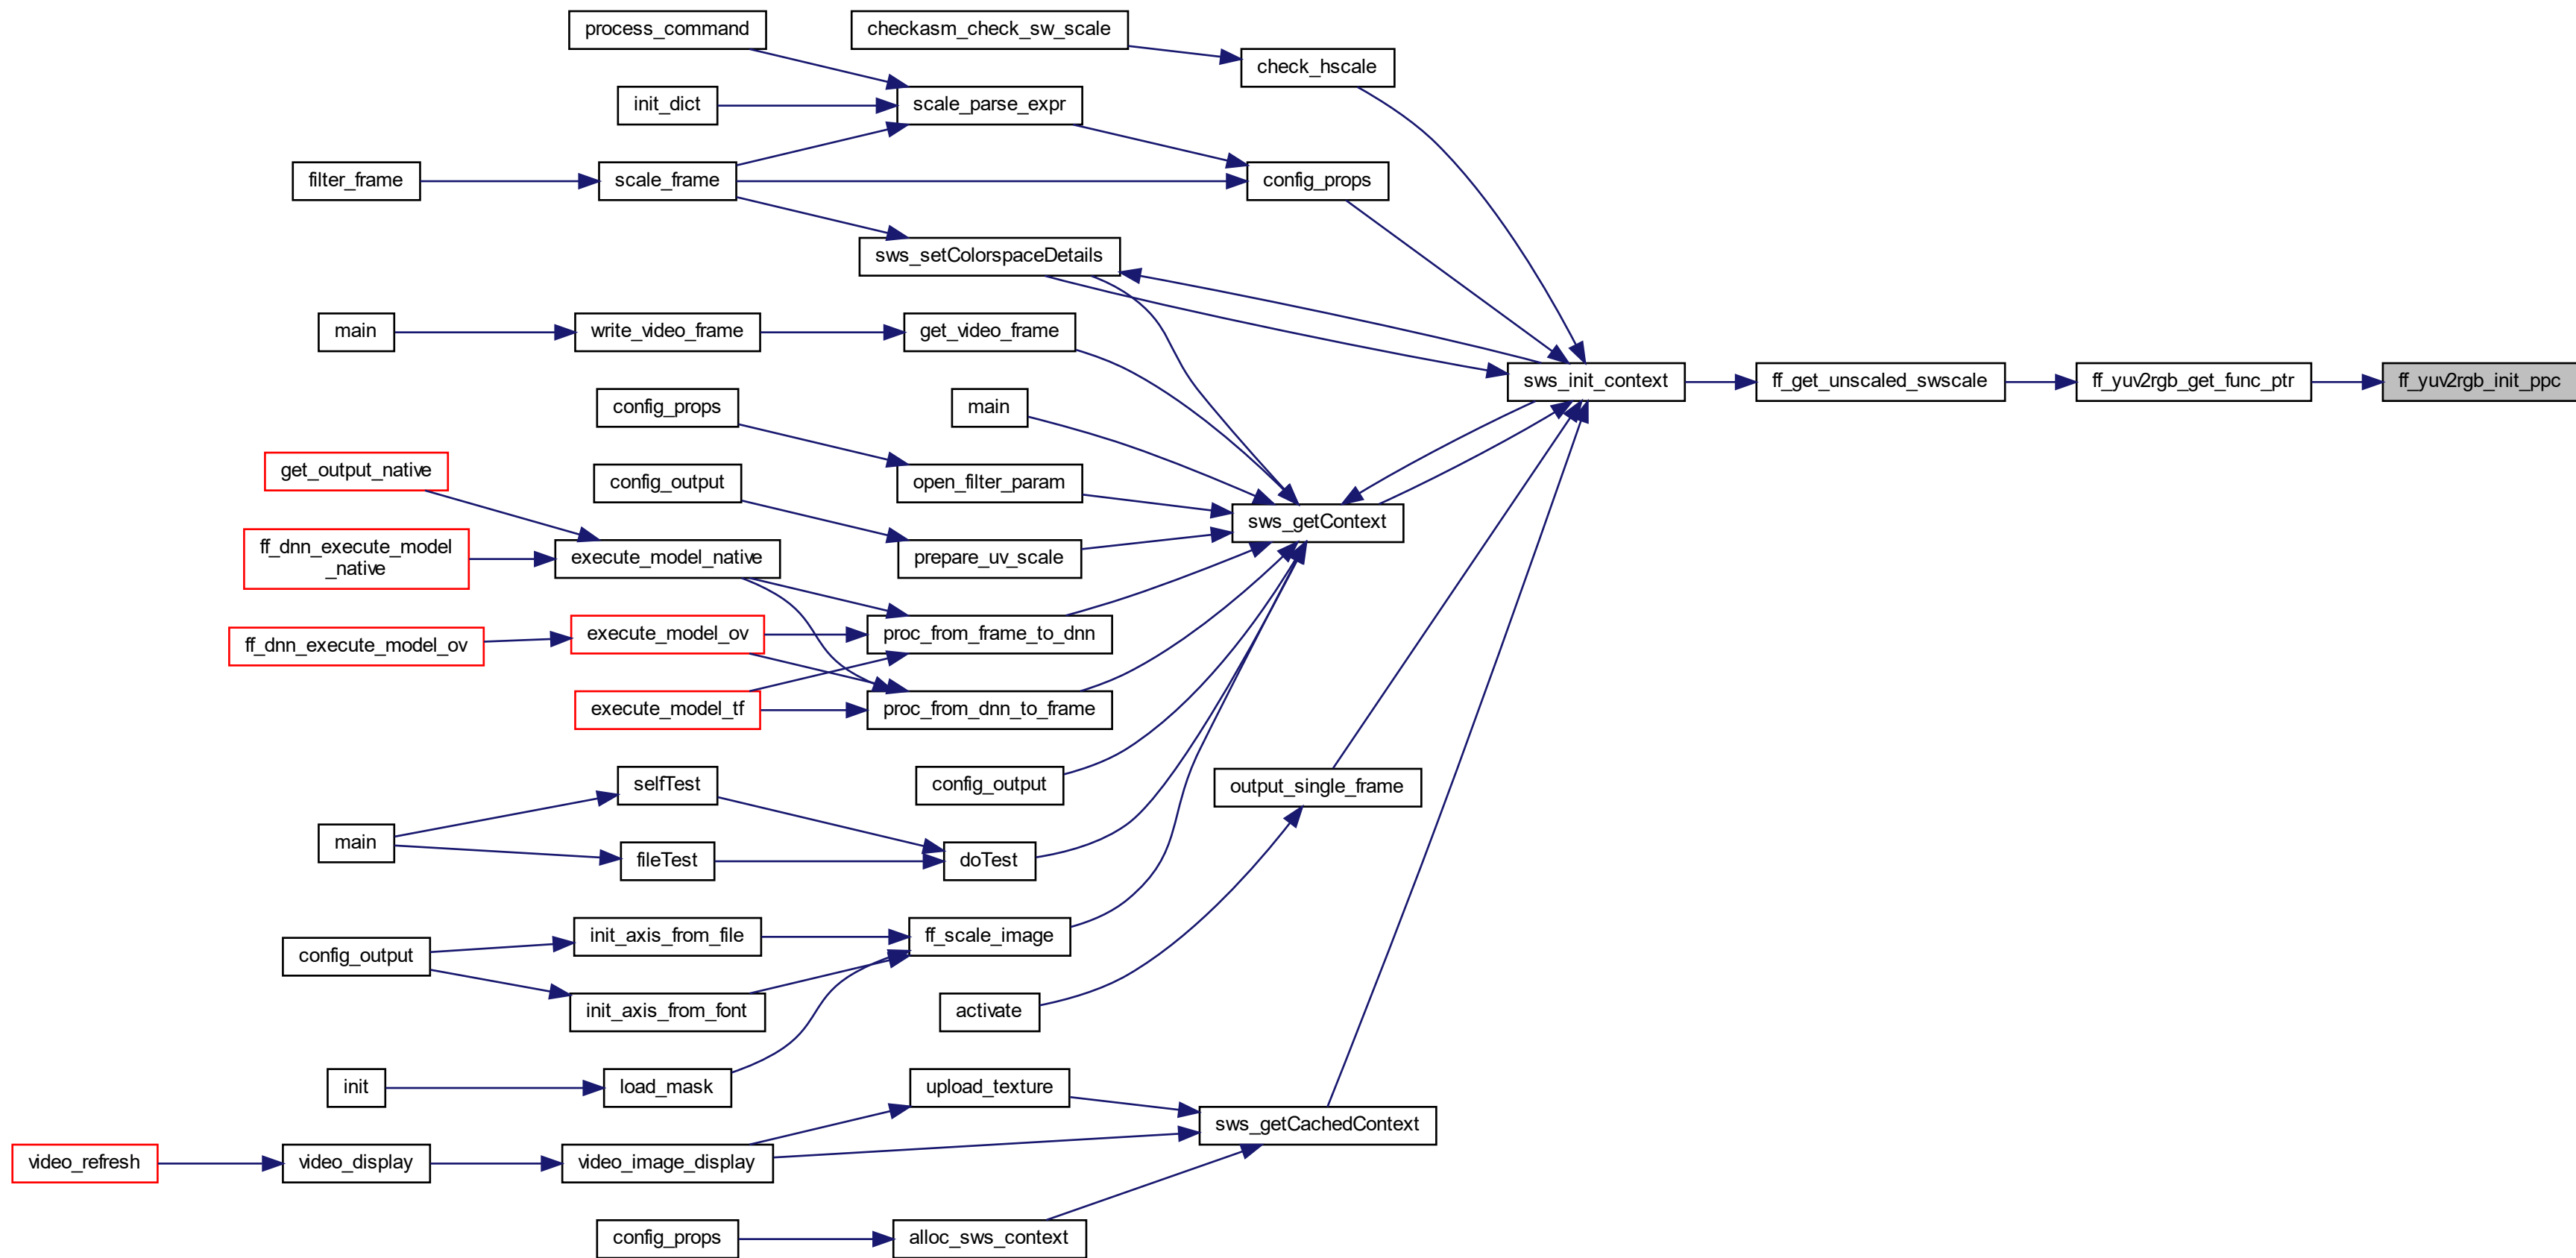 process_command
checkasm_check_sw_scale
check_hscale
init_dict
scale_parse_expr
filter_frame
scale_frame
config_props
sws_setColorspaceDetails
main
write_video_frame
get_video_frame
sws_init_context
ff_get_unscaled_swscale
ff_yuv2rgb_get_func_ptr
ff_yuv2rgb_init_ppc
config_props
main
get_output_native
config_output
open_filter_param
sws_getContext
ff_dnn_execute_model
_native
execute_model_native
prepare_uv_scale
ff_dnn_execute_model_ov
execute_model_ov
proc_from_frame_to_dnn
execute_model_tf
proc_from_dnn_to_frame
selfTest
config_output
output_single_frame
main
fileTest
doTest
config_output
init_axis_from_file
ff_scale_image
init_axis_from_font
activate
init
load_mask
upload_texture
sws_getCachedContext
video_refresh
video_display
video_image_display
config_props
alloc_sws_context